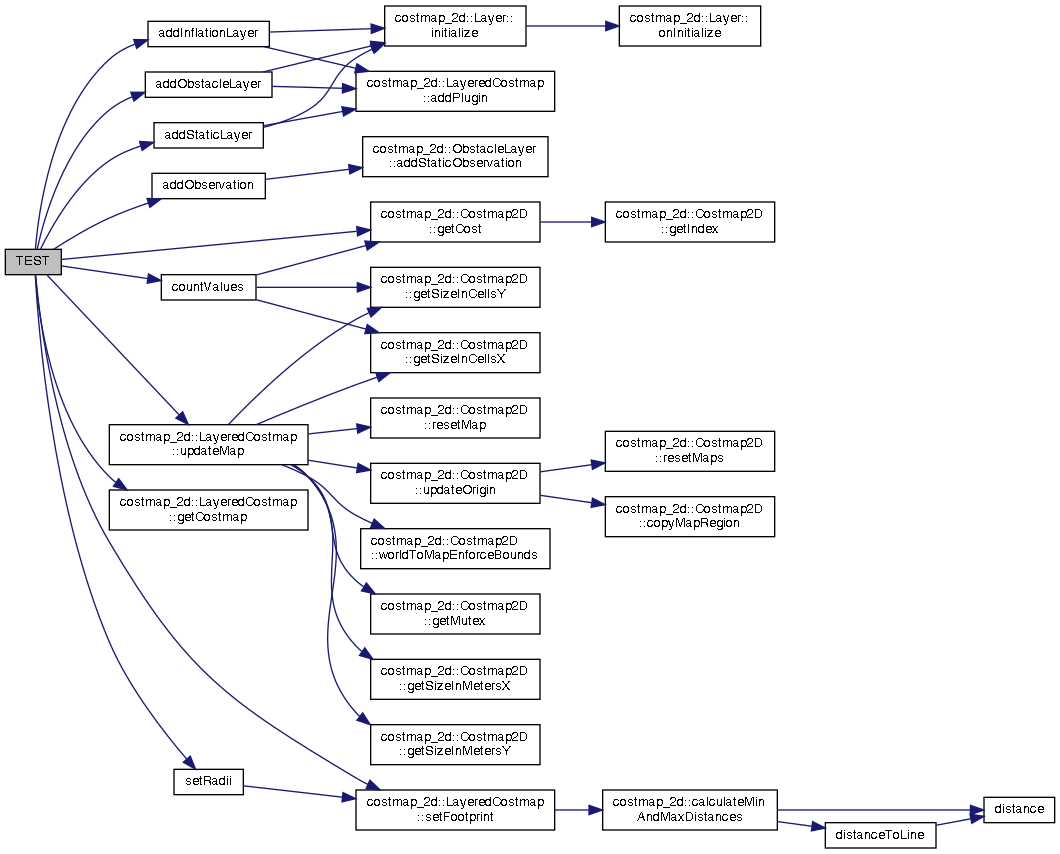 TEST
addInflationLayer
addObstacleLayer
addStaticLayer
addObservation
countValues
costmap_2d::LayeredCostmap
::updateMap
costmap_2d::LayeredCostmap
::getCostmap
setRadii
costmap_2d::Layer::
initialize
costmap_2d::LayeredCostmap
::addPlugin
costmap_2d::ObstacleLayer
::addStaticObservation
costmap_2d::Costmap2D
::getCost
costmap_2d::Costmap2D
::getSizeInCellsY
costmap_2d::Costmap2D
::getSizeInCellsX
costmap_2d::Costmap2D
::resetMap
costmap_2d::Costmap2D
::updateOrigin
costmap_2d::Costmap2D
::worldToMapEnforceBounds
costmap_2d::Costmap2D
::getMutex
costmap_2d::Costmap2D
::getSizeInMetersX
costmap_2d::Costmap2D
::getSizeInMetersY
costmap_2d::LayeredCostmap
::setFootprint
costmap_2d::Layer::
onInitialize
costmap_2d::Costmap2D
::getIndex
costmap_2d::Costmap2D
::resetMaps
costmap_2d::Costmap2D
::copyMapRegion
costmap_2d::calculateMin
AndMaxDistances
distanceToLine
distance